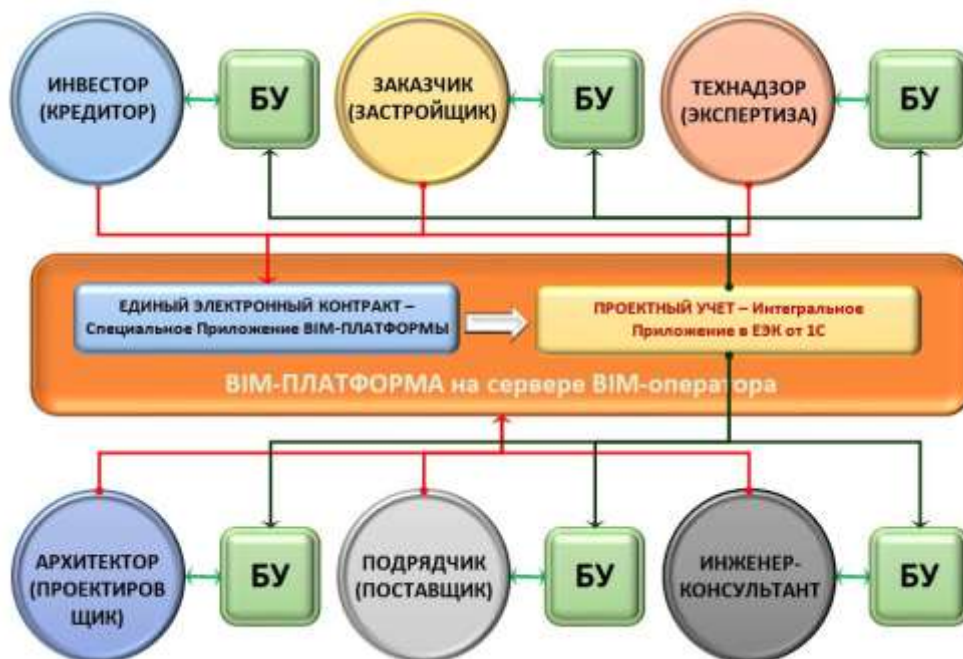 ИНВЕСТОР
(КРЕДИТОР)
БУ
ЗАКАЗЧИК
(ЗАСТРОЙЩИК)
БУ
ТЕХНАДЗОР
(ЭКСПЕРТИЗА)
БУ
ЕДИНЫЙ ЭЛЕКТРОННЫЙ КОНТРАКТ –
Специальное Приложение BIM-ПЛАТФОРМЫ
ПРОЕКТНЫЙ УЧЕТ – Интегральное
Приложение в ЕЭК от 1С
BIM-ПЛАТФОРМА на сервере BIM-оператора
АРХИТЕКТОР
(ПРОЕКТИРОВ
ЩИК)
БУ
ПОДРЯДЧИК
(ПОСТАВЩИК)
БУ
ИНЖЕНЕР-
КОНСУЛЬТАНТ
БУ